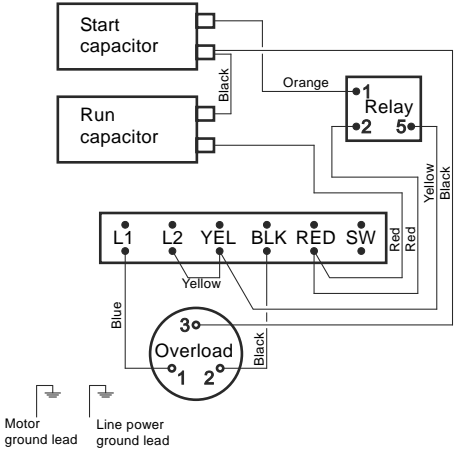 Start
capacitor
Black
Orange
1
Relay
2 5
Run
capacitor
Yellow
Black
Red
Red
L1 L2 YEL BLK RED SW
Yellow
Blue
Black
3
Overload
1 2
Motor
ground lead
Line power
ground lead